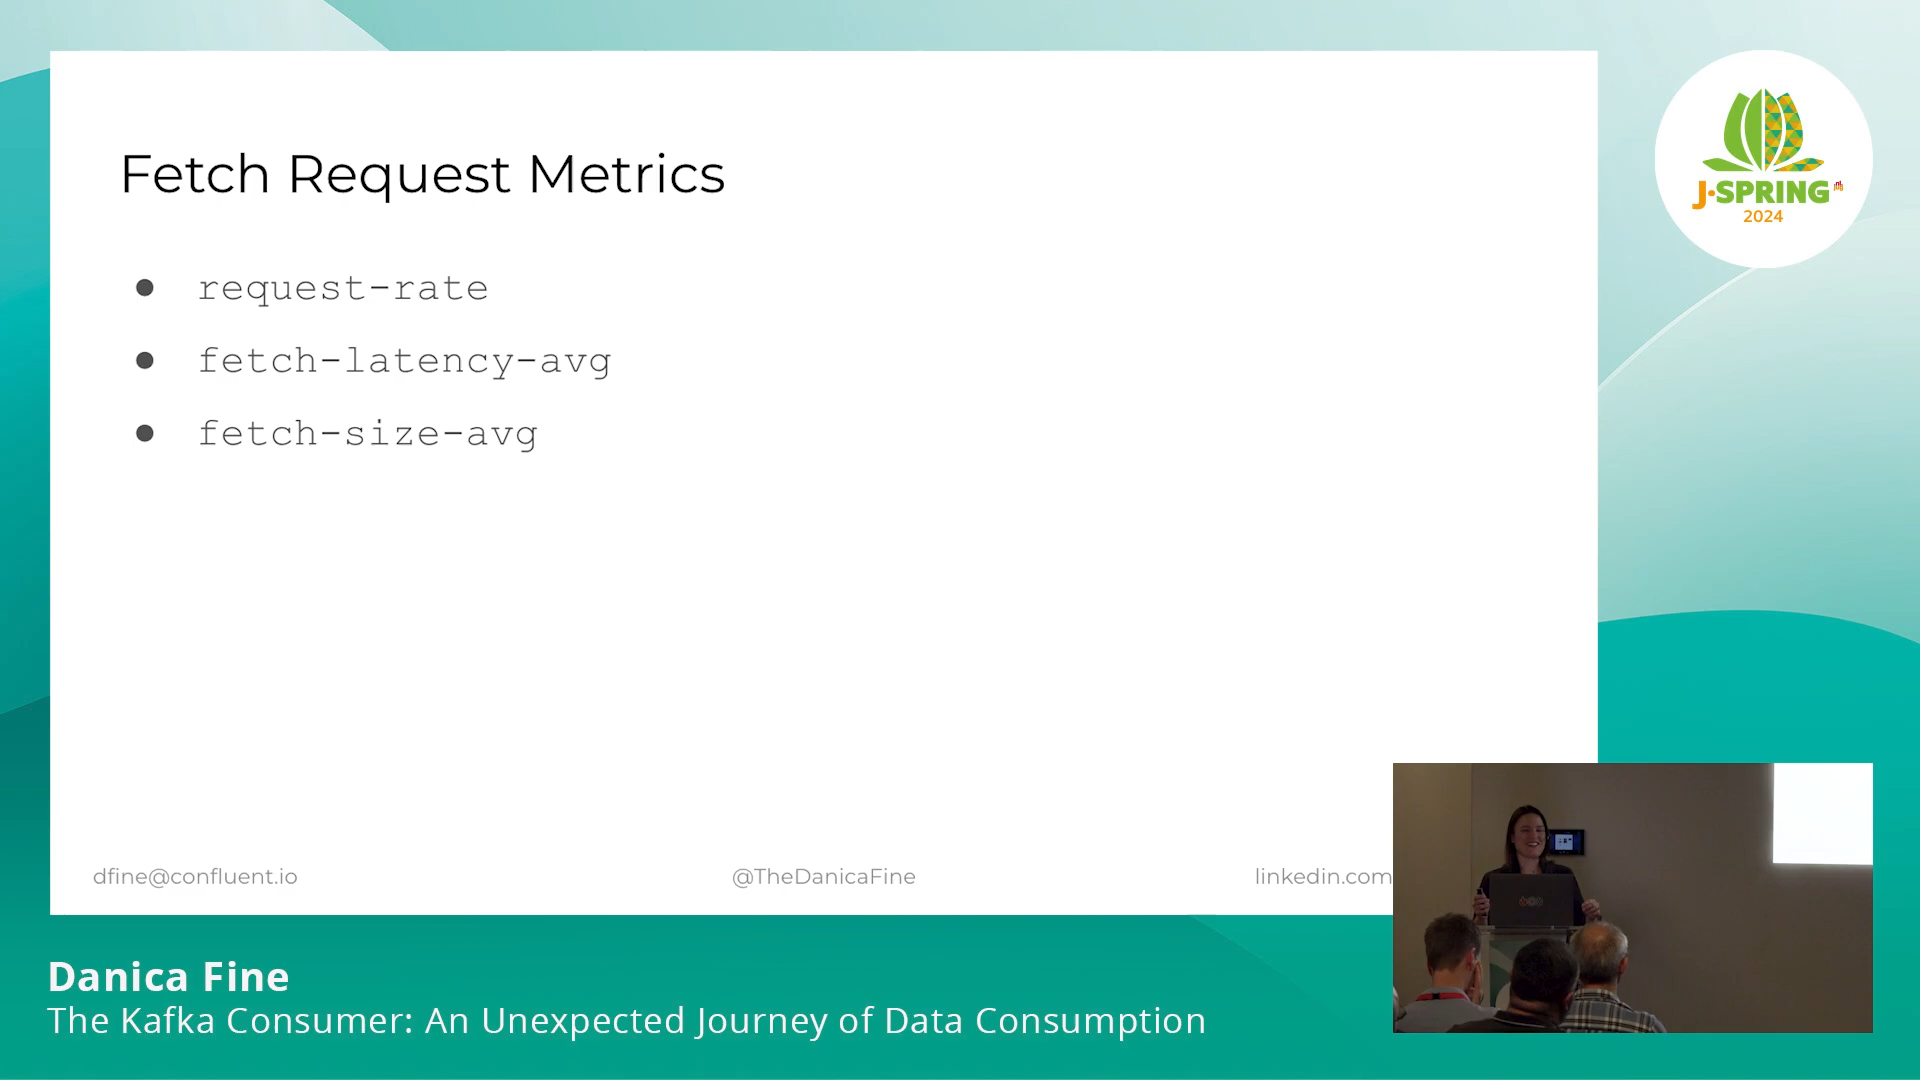 Fetch Request Metrics
request-rate
fetch-latency-avg
fetch-size-avg
dfine@confluent.io
@TheDanicaFine
linkedin.com
J·SPRING
2024
Danica Fine
The Kafka Consumer: An Unexpected Journey of Data Consumption